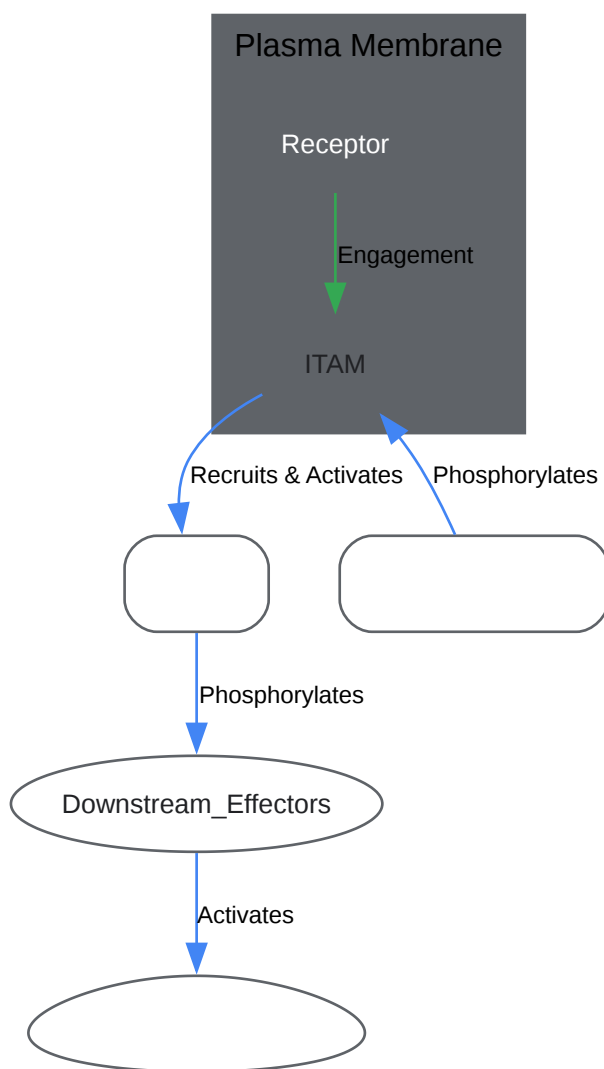 Plasma Membrane
Receptor
Engagement
ITAM
Recruits & Activates
Phosphorylates
Phosphorylates
Downstream_Effectors
Activates